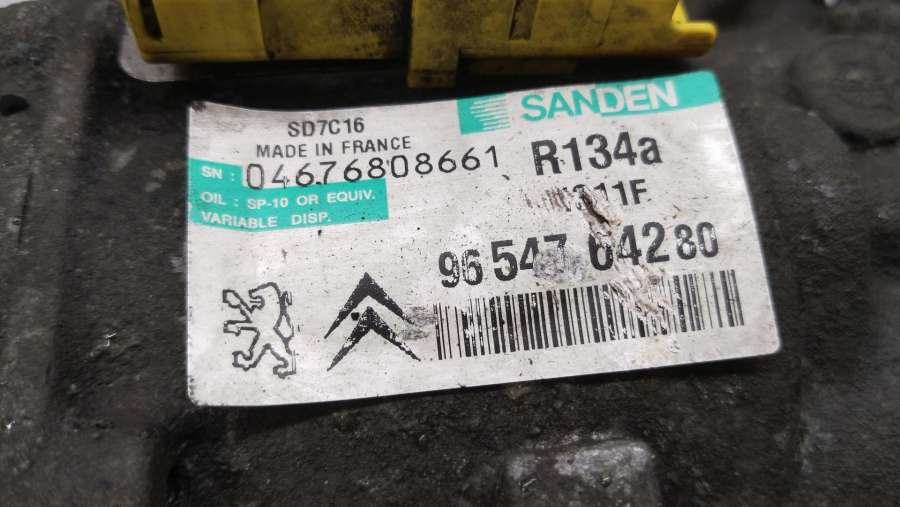 SANDEN
SD7C16
MADE IN FRANCE
SN : 04676808661
R134a
OIL : SP-10 OR EQUIV.
VARIABLE DISP.
96 547 642 80